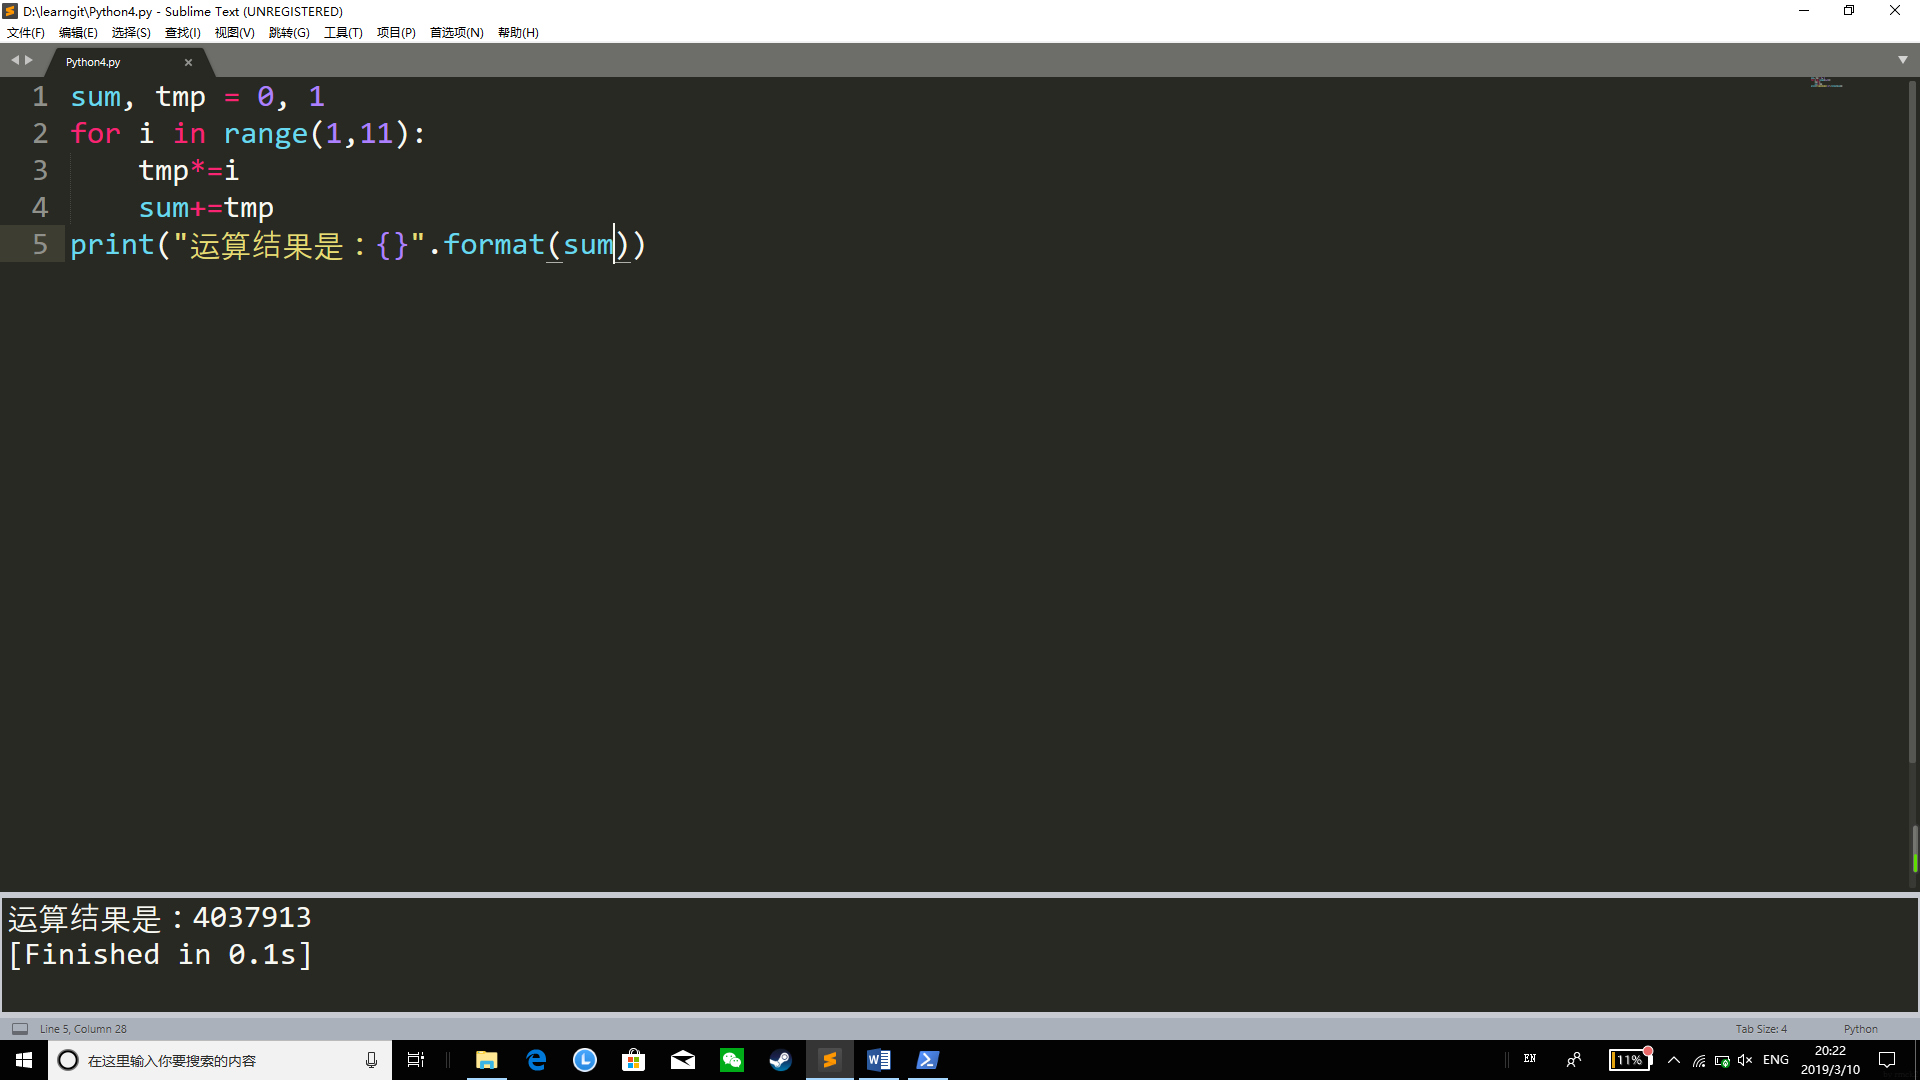 D:\learngit\Python4.py - Sublime Text (UNREGISTERED)
文件(F) 编辑(E) 选择(S) 查找(I) 视图(V) 跳转(G) 工具(T) 项目(P) 首选项(N) 帮助(H)
Python4.py
1 sum, tmp = 0, 1
2 for i in range(1,11):
3     tmp*=i
4     sum+=tmp
5 print("运算结果是：{}".format(sum))
运算结果是：4037913
[Finished in 0.1s]
Line 5, Column 28 Tab Size: 4 Python
在这里输入你要搜索的内容
EN 11% ENG 20:22
2019/3/10